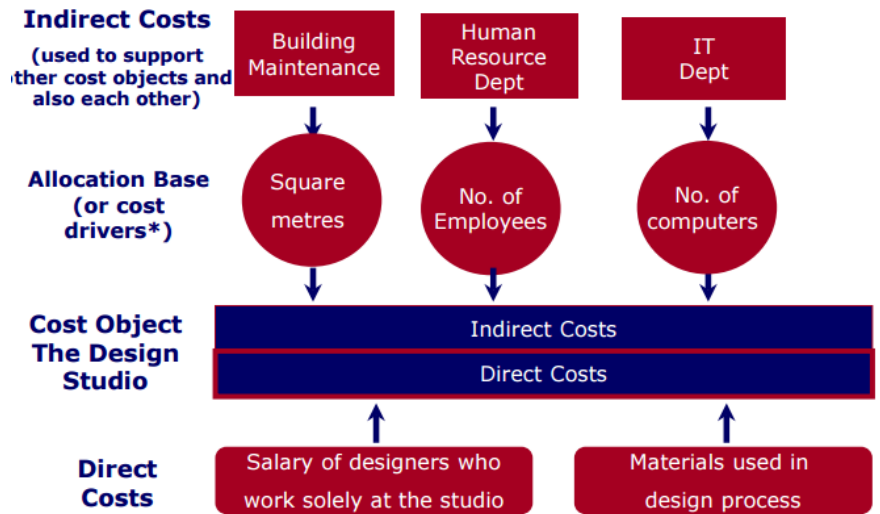 Indirect Costs
(used to support
other cost objects and
also each other)
Building
Maintenance
Human
Resource
Dept
IT
Dept
Allocation Base
(or cost
drivers*)
Square
metres
No. of
Employees
No. of
computers
Cost Object
The Design
Studio
Indirect Costs
Direct Costs
Direct
Costs
Salary of designers who
work solely at the studio
Materials used in
design process